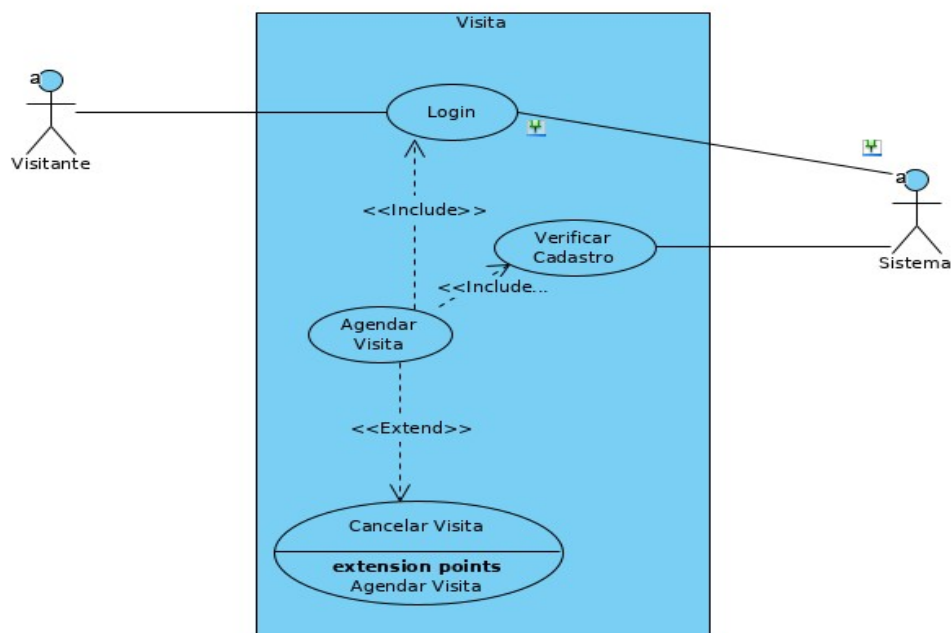 Visita
a
Visitante
Login
a
Sistema
<<Include>>
Verificar
Cadastro
<<Include...
Agendar
Visita
<<Extend>>
Cancelar Visita
extension points
Agendar Visita